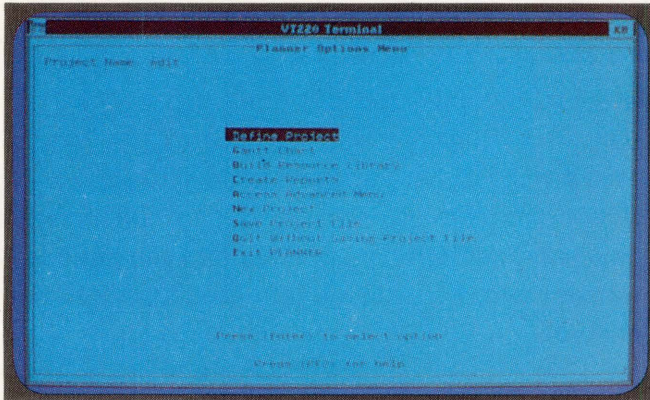 VT220 Terminal
Planner Options Menu
Project Name: edit
Define Project
Gantt Chart
Build Resource Library
Create Reports
Access Advanced Menu
New Project
Save Project File
Quit Without Saving Project File
Exit PLANNER
Press (Enter) to select option
Press for help